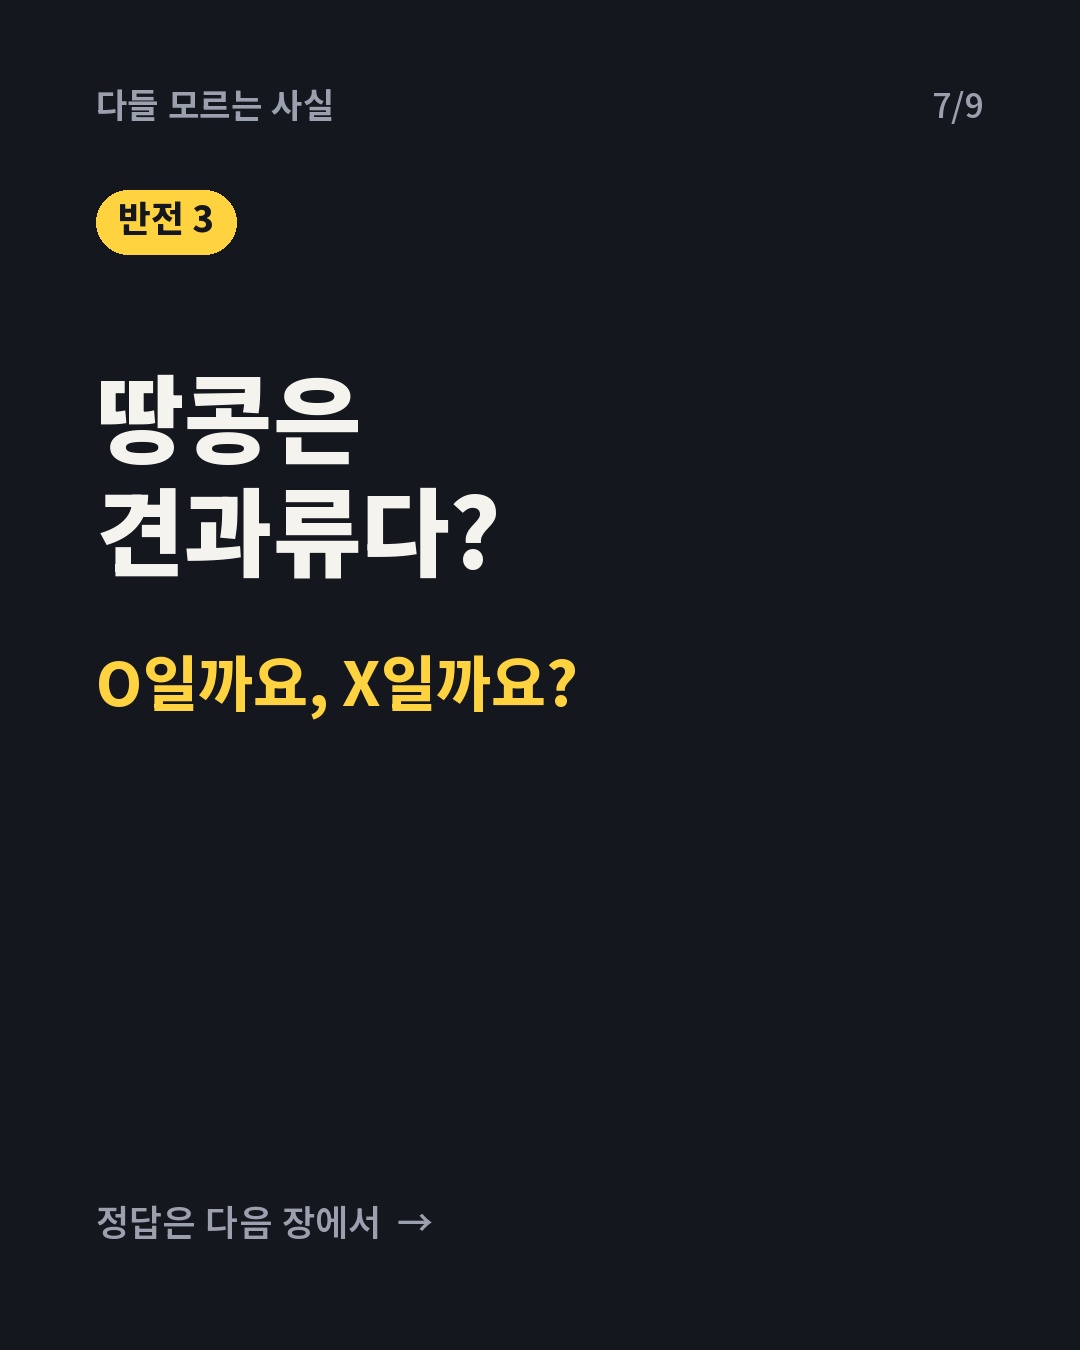 다들 모르는 사실
7/9
반전 3
땅콩은
견과류다?
O일까요, X일까요?
정답은 다음 장에서 →